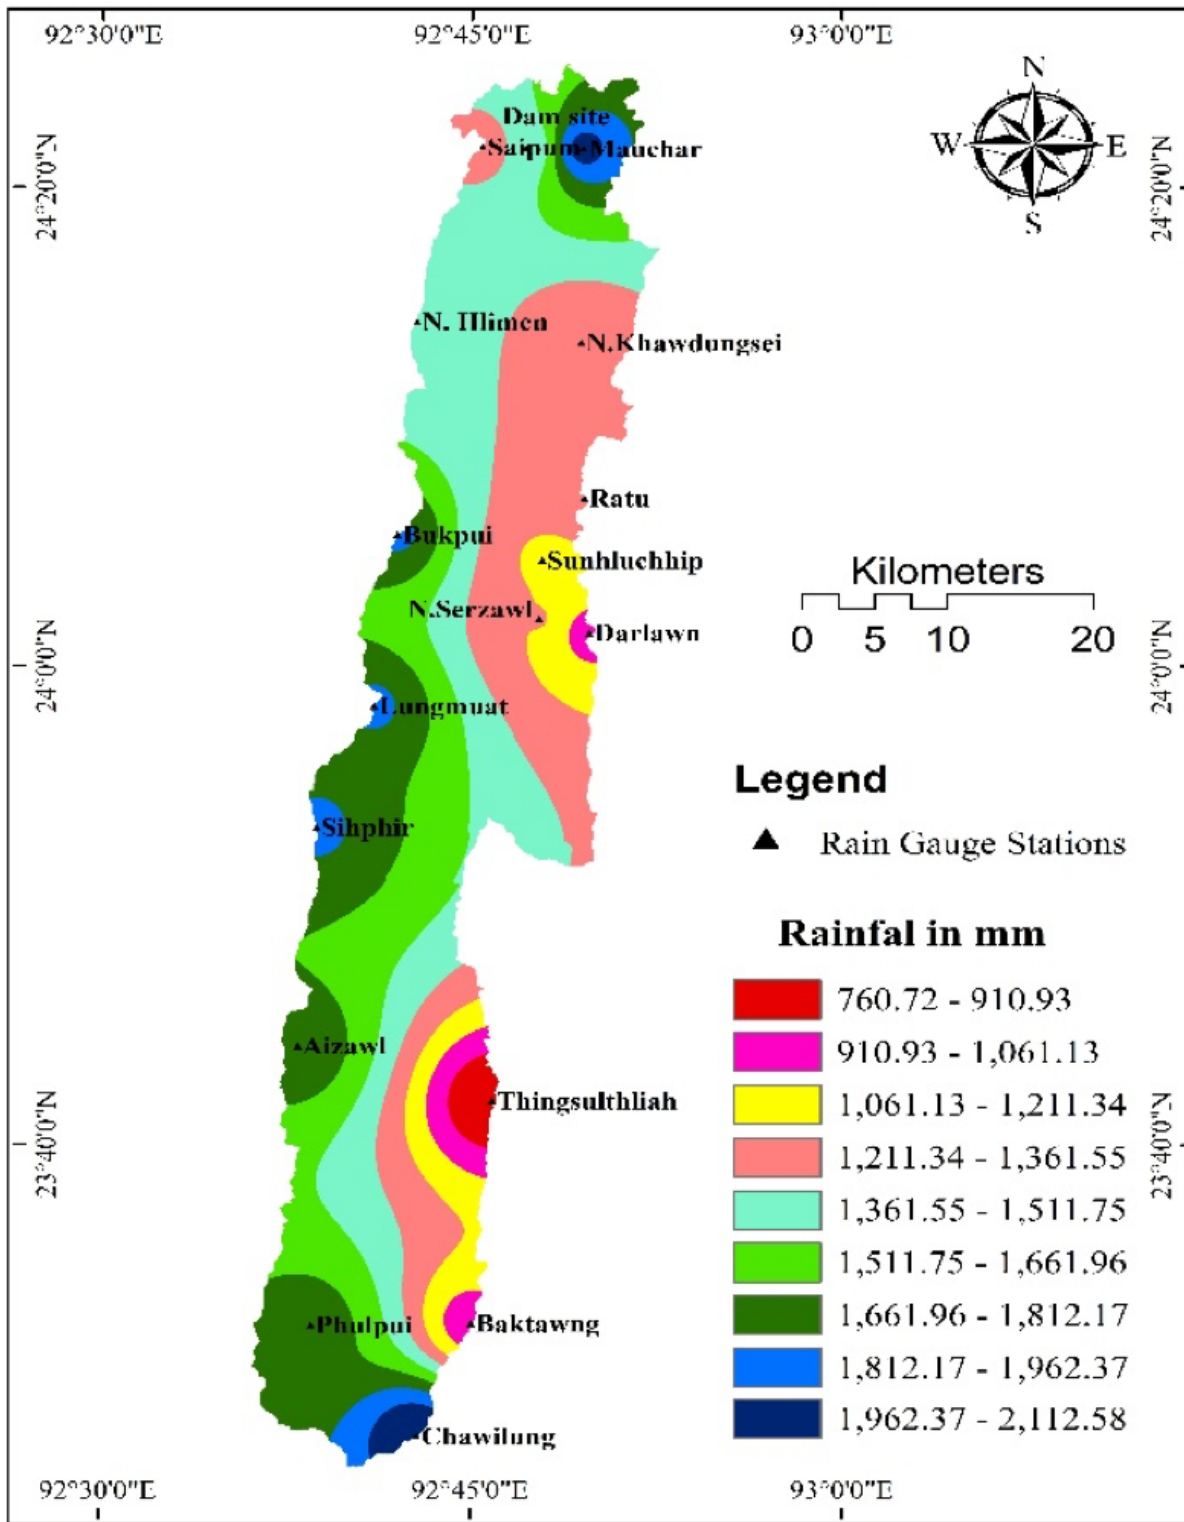 92°30'0"E 92°45'0"E 93°0'0"E
N
W E
S
24°20'0"N 24°20'0"N
Dam site
Saipum Mauchar
N. Hlimen
N.Khawdungsei
Ratu
Bukpui
Sunhluchhip
N.Serzawl
Darlawn
Kilometers
0 5 10 20
24°0'0"N 24°0'0"N
Lungmuat
Sihphir
Legend
Rain Gauge Stations
Rainfal in mm
760.72 - 910.93
910.93 - 1,061.13
1,061.13 - 1,211.34
1,211.34 - 1,361.55
1,361.55 - 1,511.75
1,511.75 - 1,661.96
1,661.96 - 1,812.17
1,812.17 - 1,962.37
1,962.37 - 2,112.58
Aizawl
Thingsulthliah
23°40'0"N 23°40'0"N
Phulpui
Baktawng
Chawilung
92°30'0"E 92°45'0"E 93°0'0"E